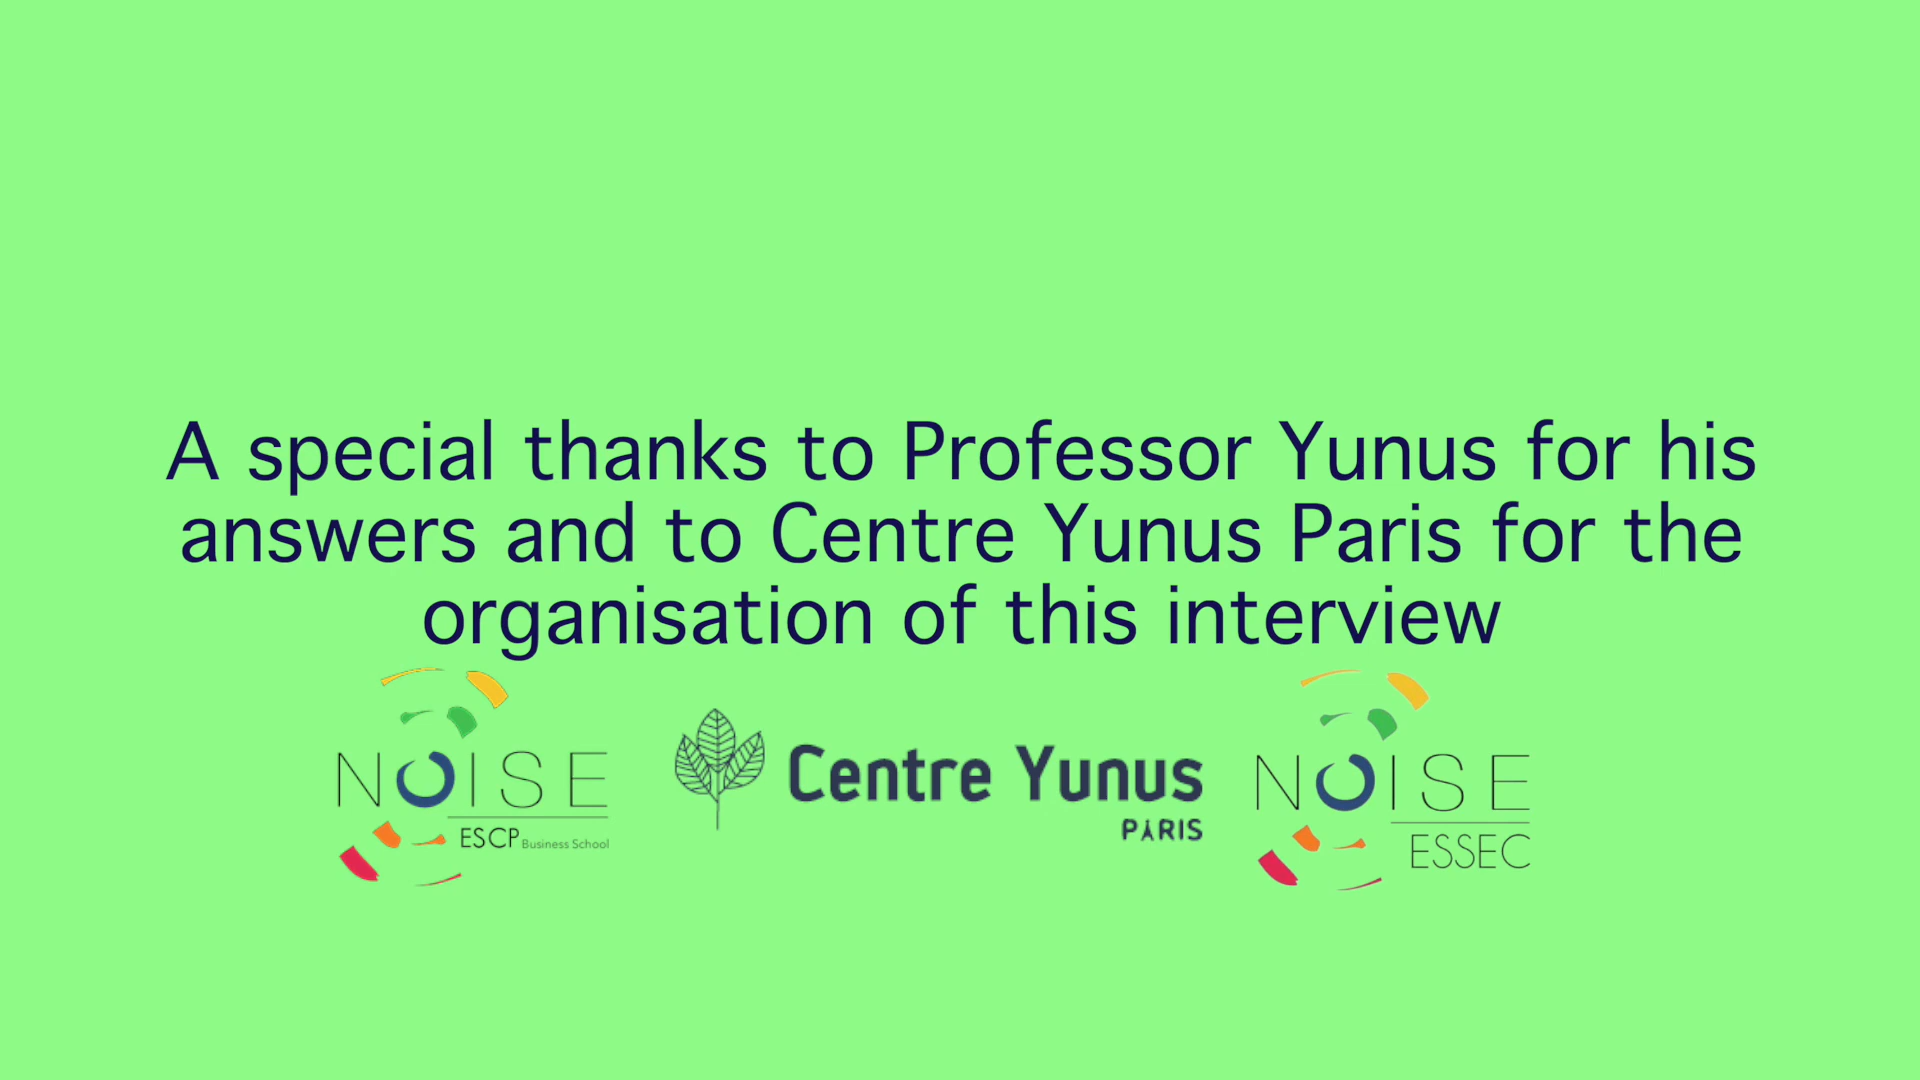 A special thanks to Professor Yunus for his
answers and to Centre Yunus Paris for the
organisation of this interview
NOISE
ESCP Business School
Centre Yunus
PARIS
NOISE
ESSEC